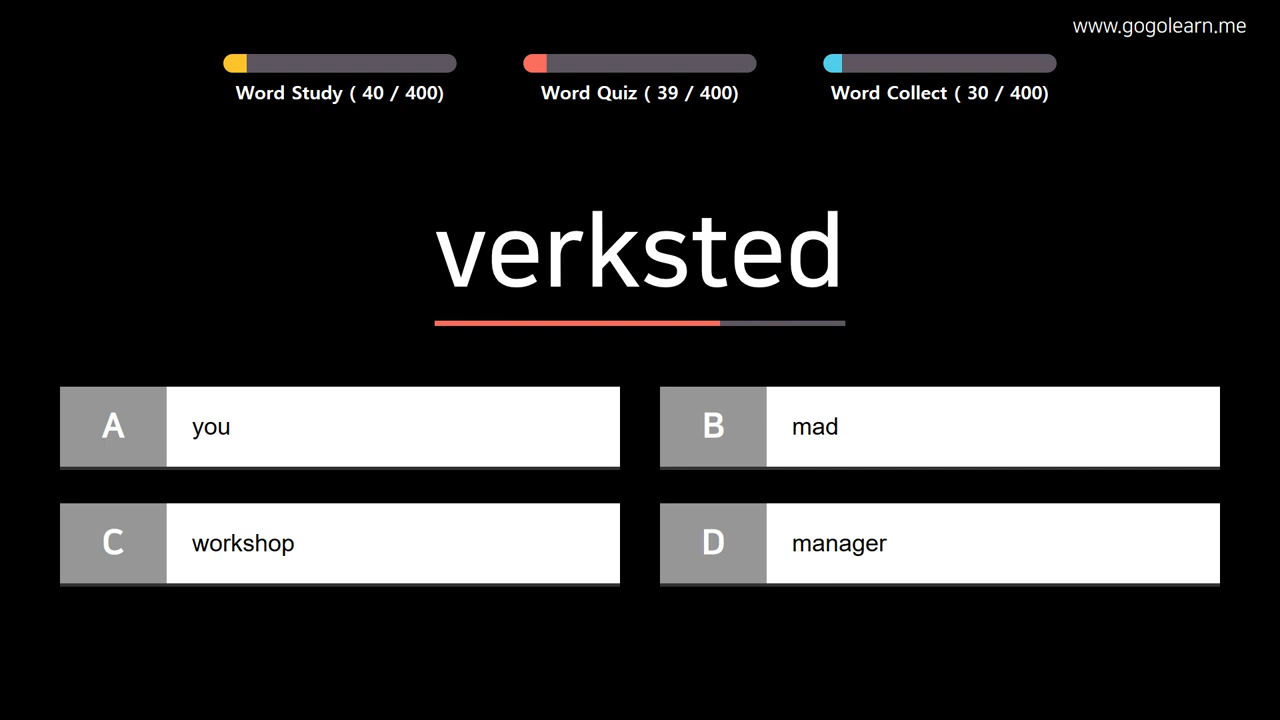 www.gogolearn.me
Word Study ( 40 / 400)
Word Quiz ( 39 / 400)
Word Collect ( 30 / 400)
verksted
A you
B mad
C workshop
D manager